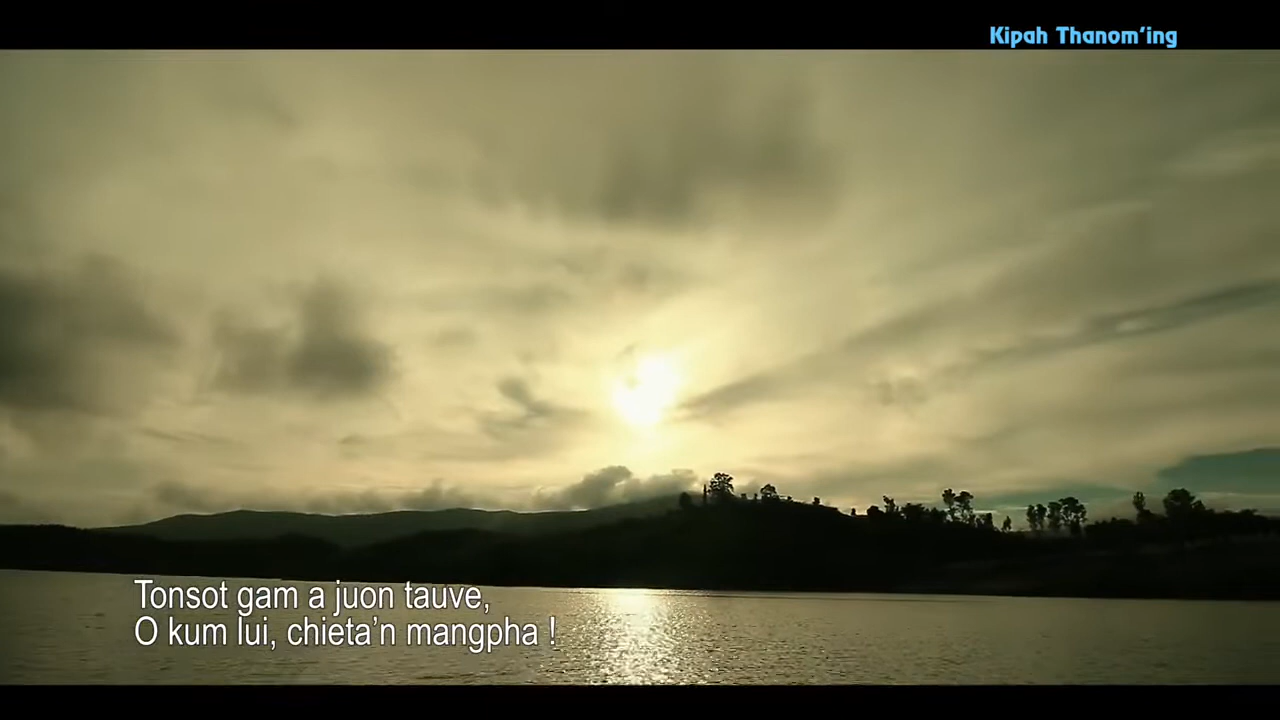 Kipah Thanom'ing
Tonsot gam a juon tauve,
O kum lui, chieta'n mangpha !